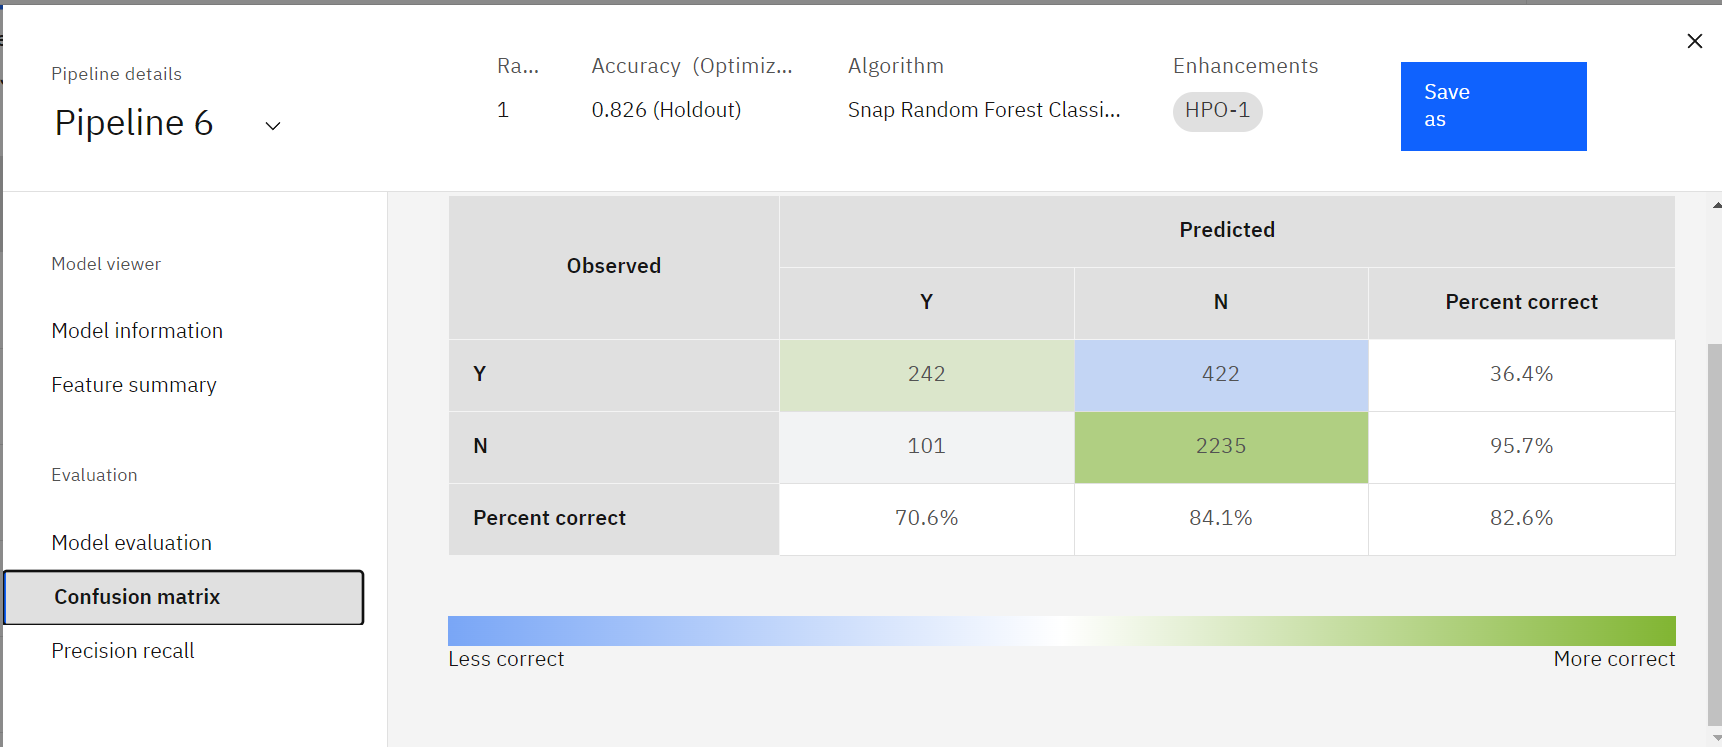 Pipeline details
Pipeline 6
Ra...
Accuracy (Optimiz...
Algorithm
Enhancements
1
0.826 (Holdout)
Snap Random Forest Classi...
HPO-1
Save
as
Model viewer
Model information
Feature summary
Evaluation
Model evaluation
Confusion matrix
Precision recall
Observed
Predicted
Y
N
Percent correct
Y
242
422
36.4%
N
101
2235
95.7%
Percent correct
70.6%
84.1%
82.6%
Less correct
More correct